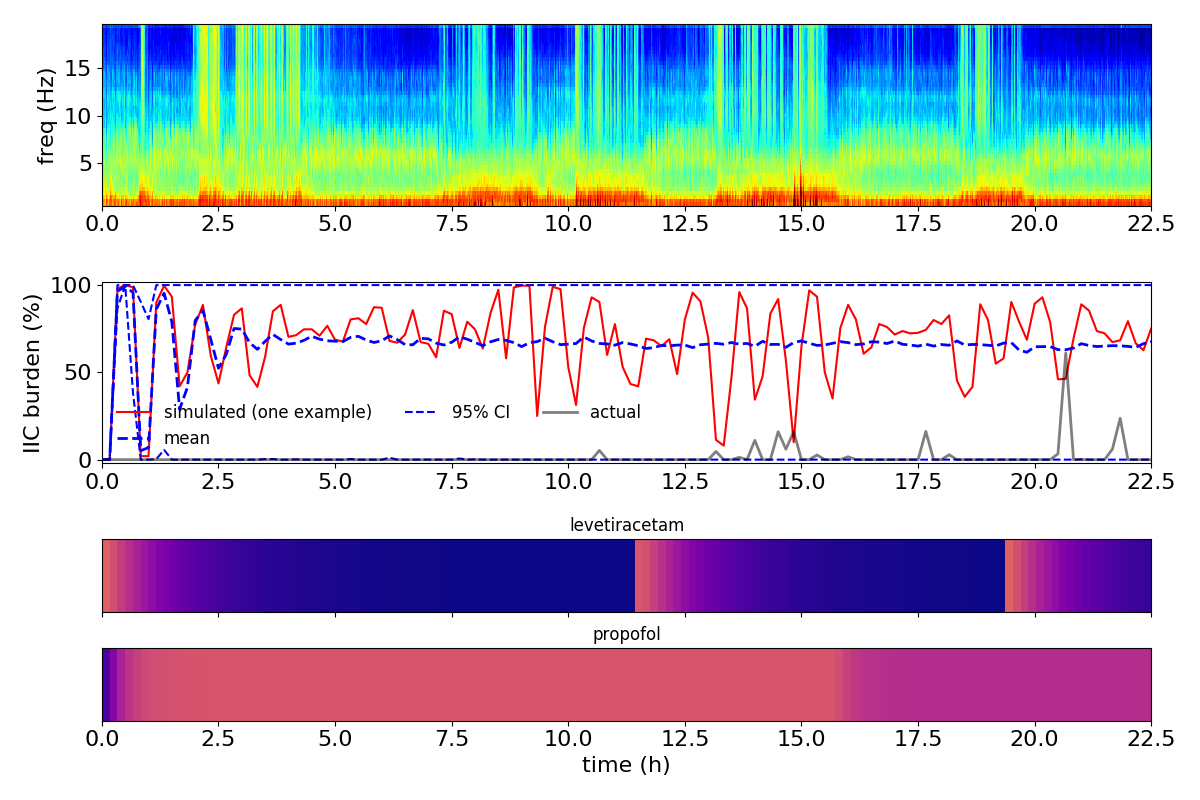 freq (Hz)
15
10
5
0.0 2.5 5.0 7.5 10.0 12.5 15.0 17.5 20.0 22.5
IIC burden (%)
100
50
0
simulated (one example) 95% CI actual
mean
0.0 2.5 5.0 7.5 10.0 12.5 15.0 17.5 20.0 22.5
levetiracetam
propofol
0.0 2.5 5.0 7.5 10.0 12.5 15.0 17.5 20.0 22.5
time (h)